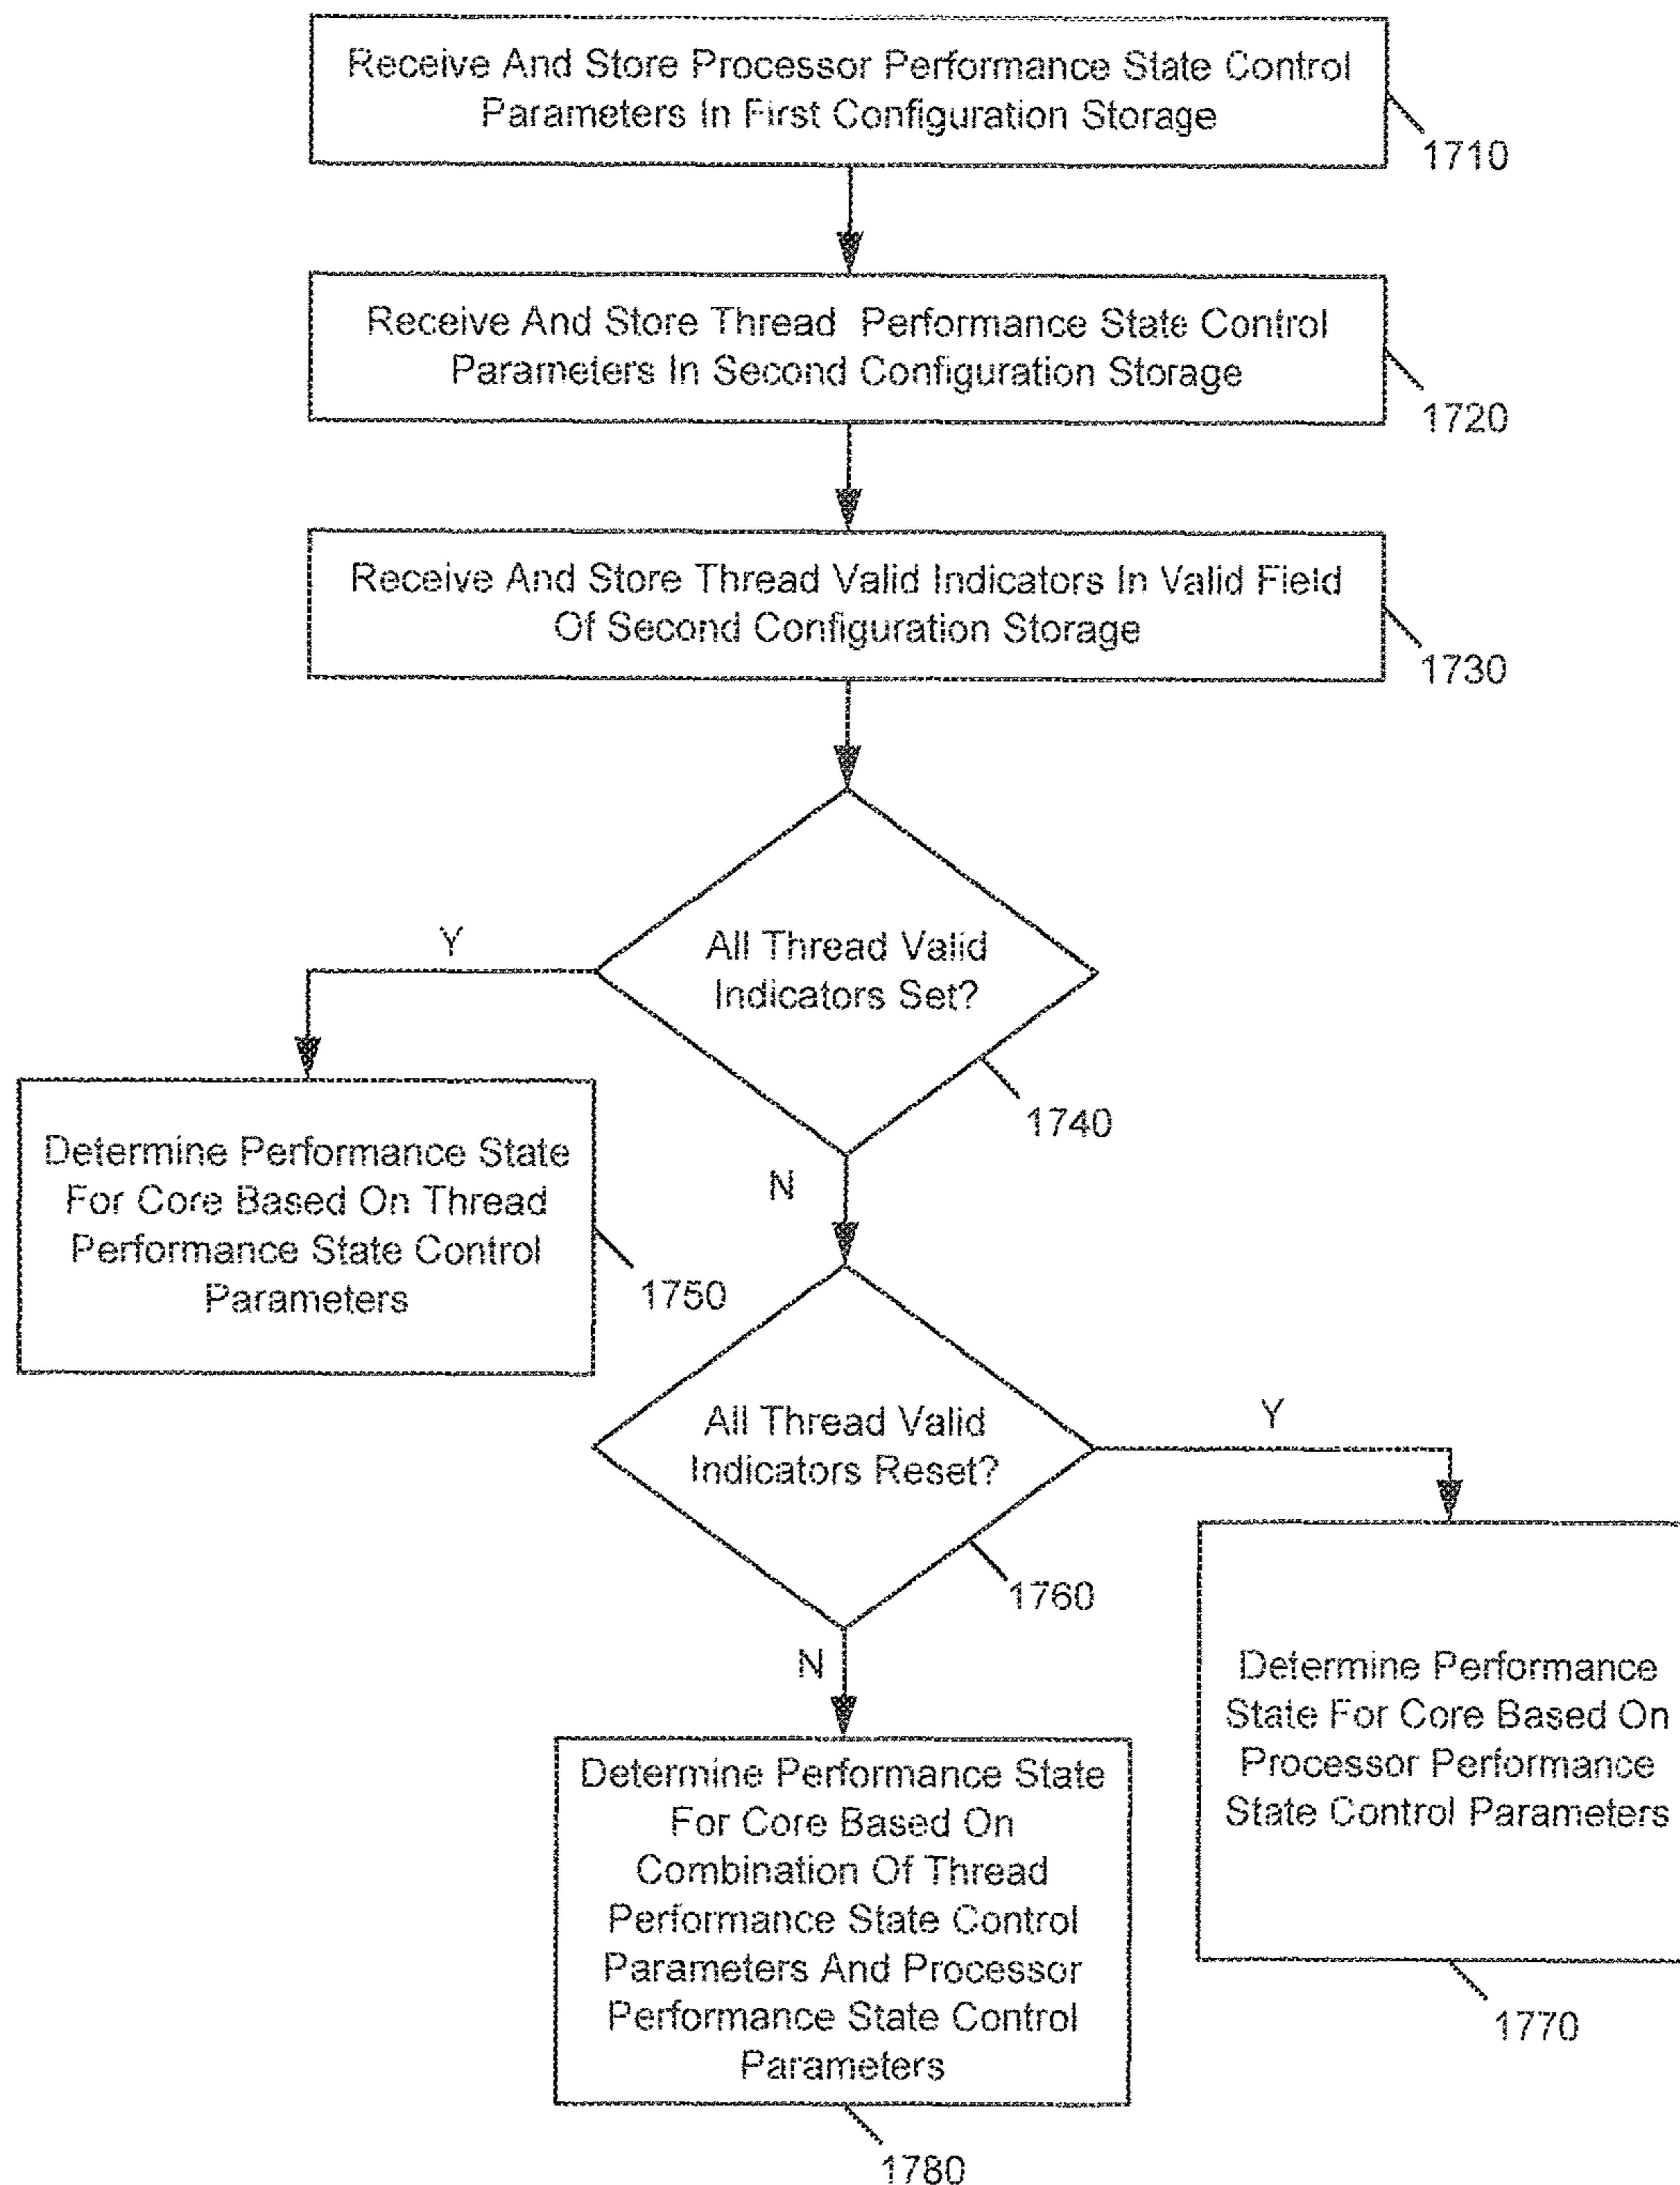 Receive And Store Processor Performance State Control
Parameters In First Configuration Storage
1710
Receive And Store Thread Performance State Control
Parameters In Second Configuration Storage
1720
Receive And Store Thread Valid Indicators In Valid Field
Of Second Configuration Storage
1730
All Thread Valid
Indicators Set?
Y
1740
N
Determine Performance State
For Core Based On Thread
Performance State Control
Parameters
1750
All Thread Valid
Indicators Reset?
Y
1760
N
Determine Performance
State For Core Based On
Processor Performance
State Control Parameters
1770
Determine Performance State
For Core Based On
Combination Of Thread
Performance State Control
Parameters And Processor
Performance State Control
Parameters
1780